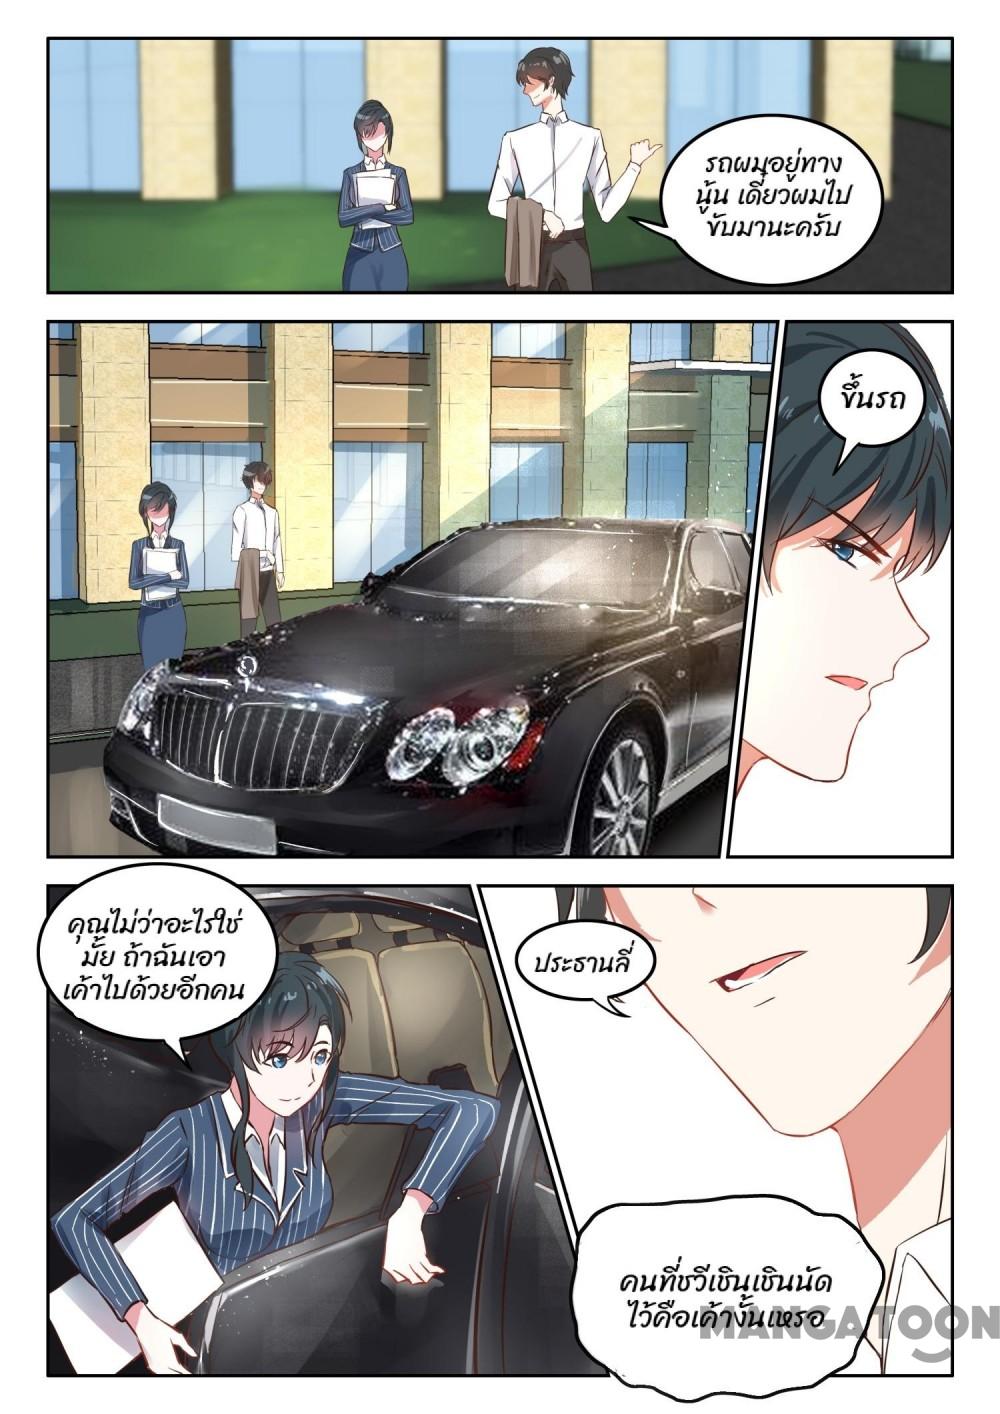 รถผมอยู่ทาง
นู้น เดี๋ยวผมไป
ขับมานะครับ
ขึ้นรถ
คุณไม่ว่าอะไรใช่
มั้ย ถ้าฉันเอา
เค้าไปด้วยอีกคน
ประธานลี่
คนที่ชวีเชินเชินนัด
ไว้คือเค้างั้นเหรอ
MANGATOON